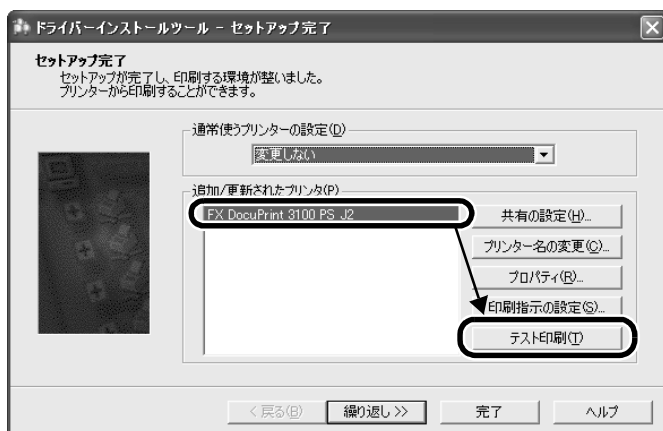 ドライバーインストールツール - セットアップ完了
セットアップ完了
セットアップが完了し、印刷する環境が整いました。
プリンターから印刷することができます。
通常使うプリンターの設定(D)
変更しない
追加/更新されたプリンタ(P)
FX DocuPrint 3100 PS J2
共有の設定(H)...
プリンター名の変更(C)...
プロパティ(R)...
印刷指示の設定(S)...
テスト印刷(T)
< 戻る(B)
繰り返し >>
完了
ヘルプ